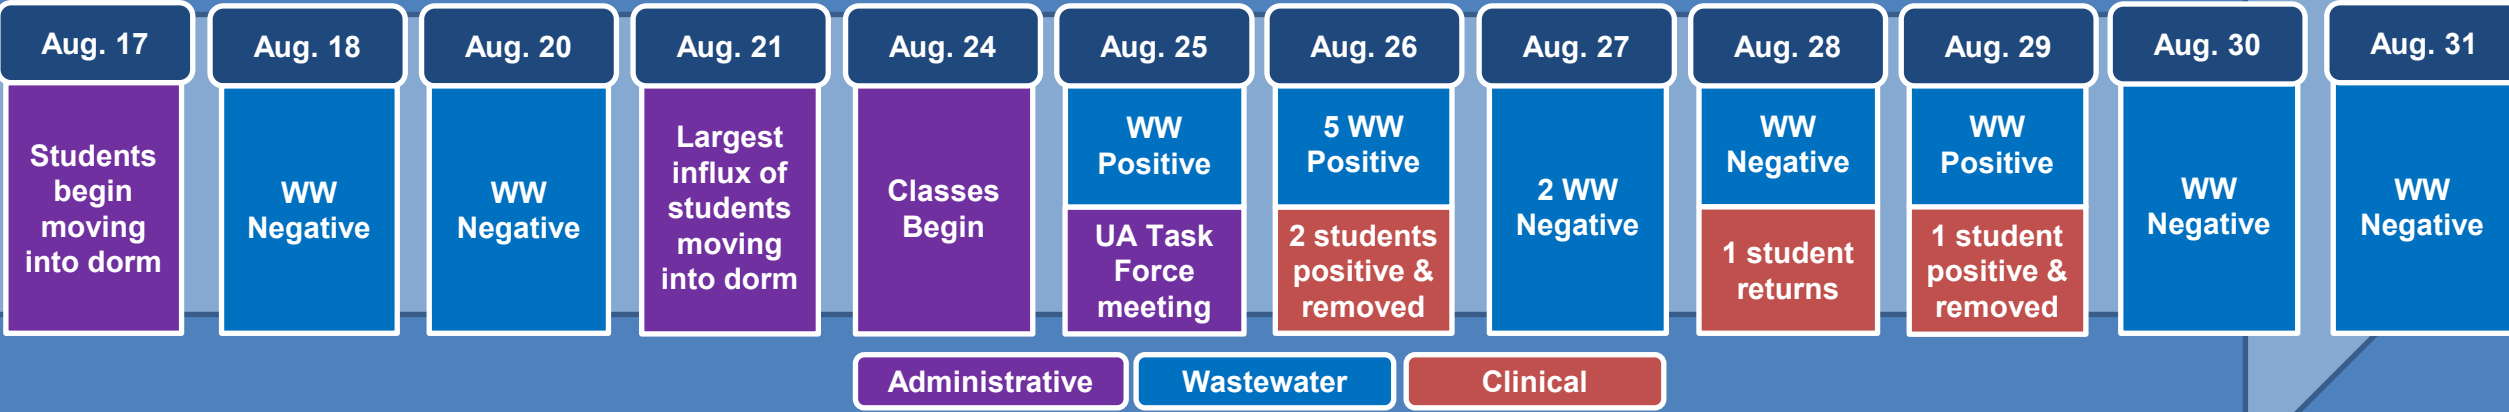 Aug. 17
Aug. 18
Aug. 20
Aug. 21
Aug. 24
Aug. 25
Aug. 26
Aug. 27
Aug. 28
Aug. 29
Aug. 30
Aug. 31
Students
begin
moving
into dorm
WW
Negative
WW
Negative
Largest
influx of
students
moving
into dorm
Classes
Begin
WW
Positive
UA Task
Force
meeting
5 WW
Positive
2 students
positive &
removed
2 WW
Negative
WW
Negative
1 student
returns
WW
Positive
1 student
positive &
removed
WW
Negative
WW
Negative
Administrative
Wastewater
Clinical